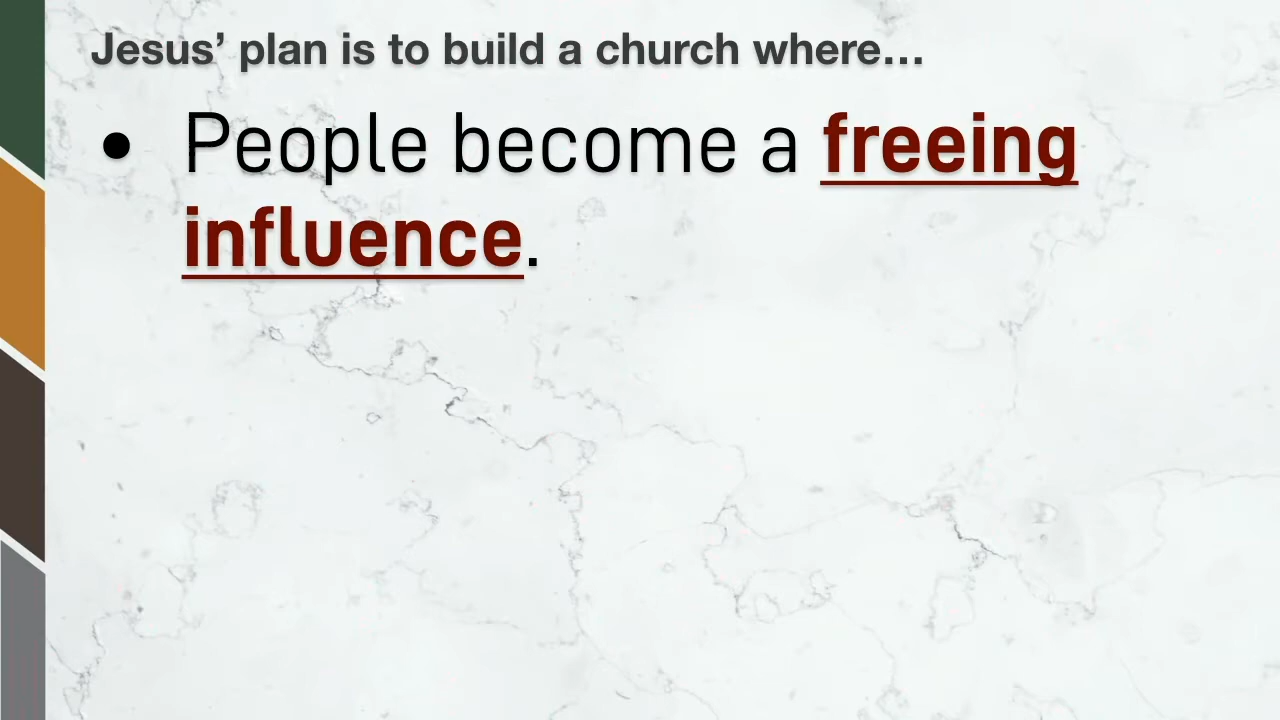 Jesus’ plan is to build a church where…
• People become a freeing
influence.